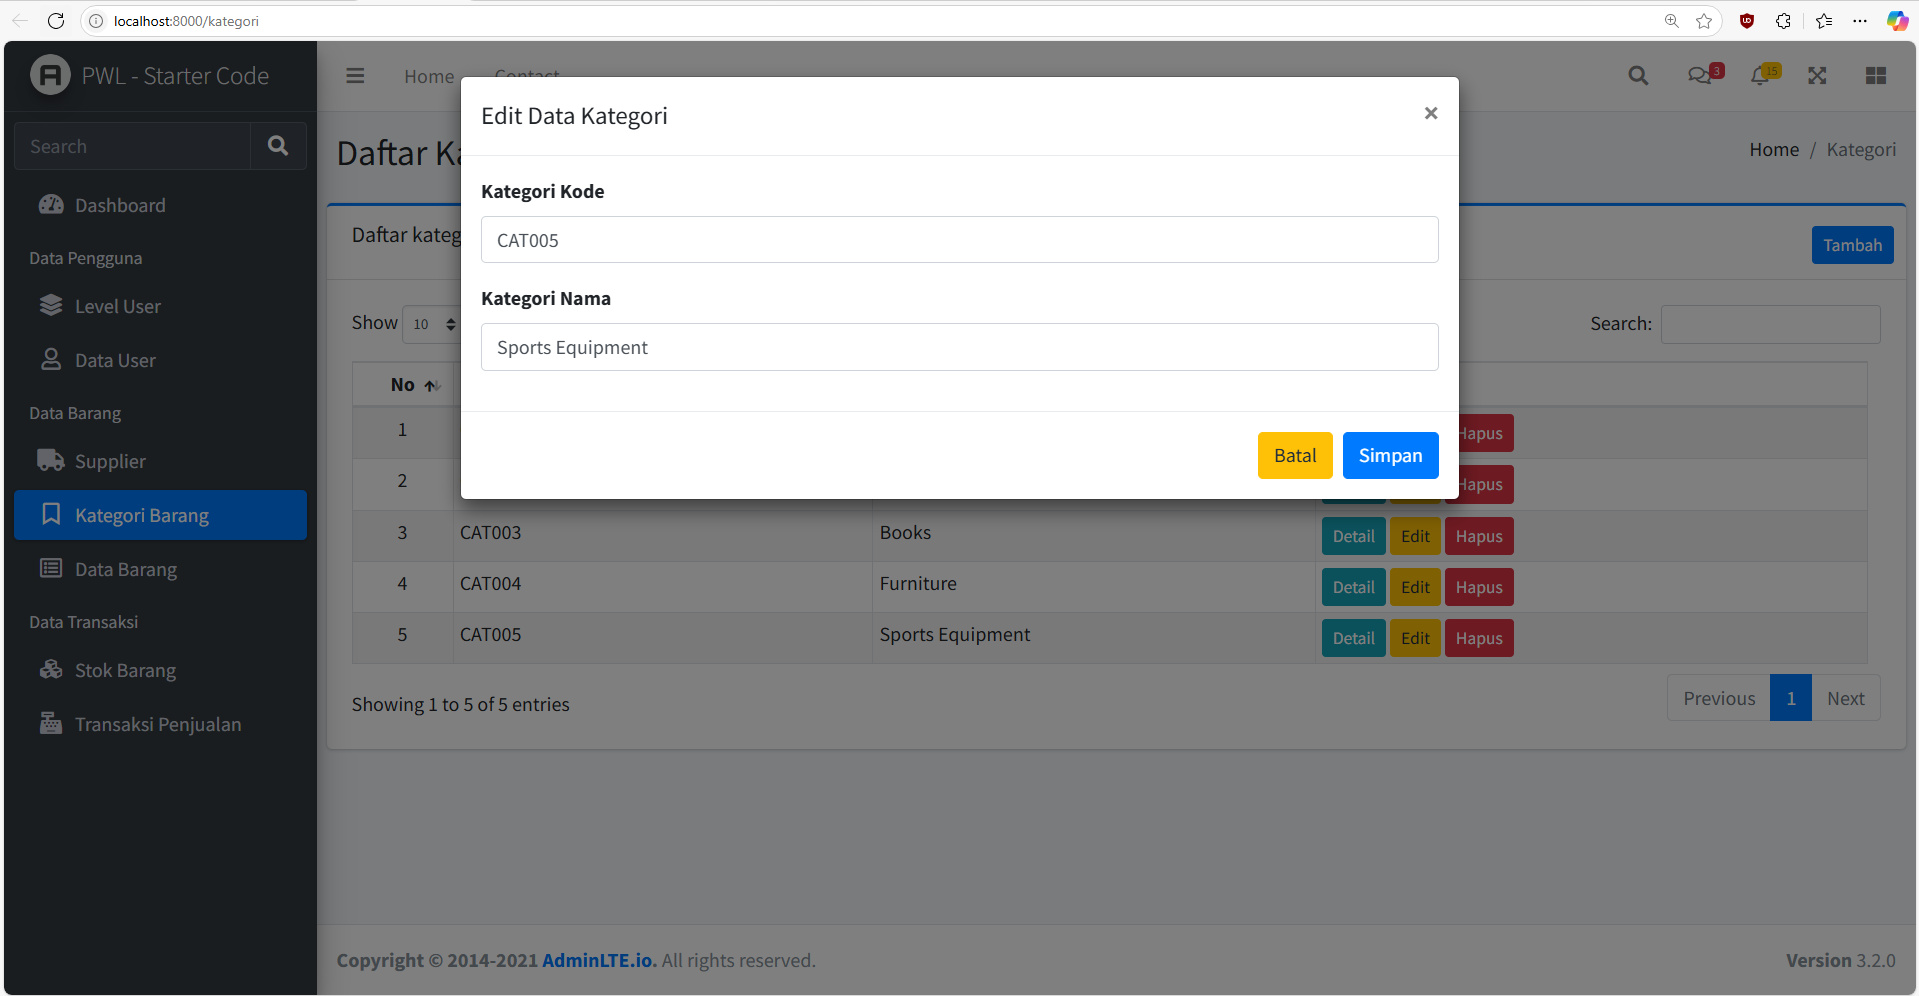 localhost:8000/kategori
PWL - Starter Code
Home
Contact
3
15
Search
Dashboard
Data Pengguna
Level User
Data User
Data Barang
Supplier
Kategori Barang
Data Barang
Data Transaksi
Stok Barang
Transaksi Penjualan
Edit Data Kategori
×
Kategori Kode
CAT005
Kategori Nama
Sports Equipment
Batal
Simpan
Daftar
Home / Kategori
Daftar
Tambah
Show 10
Search:
No
1 Hapus
2 Hapus
3 CAT003 Books Detail Edit Hapus
4 CAT004 Furniture Detail Edit Hapus
5 CAT005 Sports Equipment Detail Edit Hapus
Showing 1 to 5 of 5 entries
Previous 1 Next
Copyright © 2014-2021 AdminLTE.io. All rights reserved.
Version 3.2.0